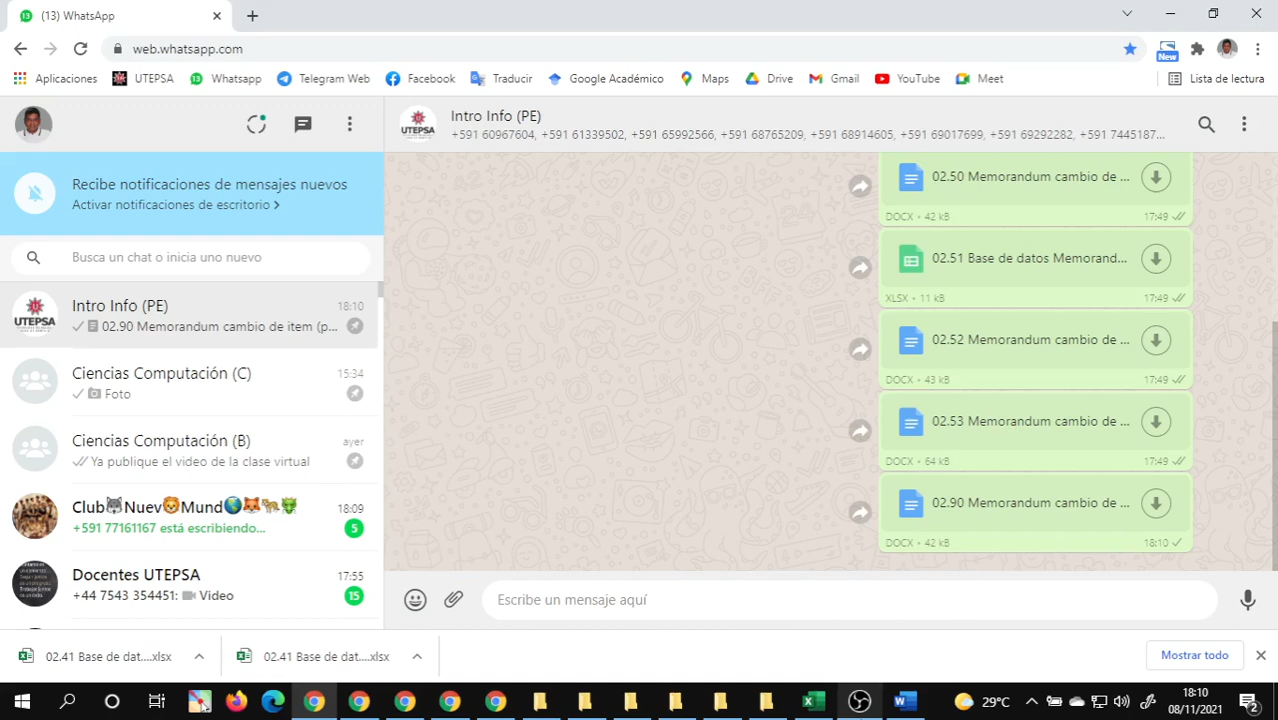 (13) WhatsApp
web.whatsapp.com
New
Aplicaciones UTEPSA Whatsapp Telegram Web Facebook Traducir Google Académico Maps Drive Gmail YouTube Meet Lista de lectura
Intro Info (PE)
+591 60967604, +591 61339502, +591 65992566, +591 68765209, +591 68914605, +591 69017699, +591 69292282, +591 7445187...
UTEPSA
Recibe notificaciones de mensajes nuevos
Activar notificaciones de escritorio >
Busca un chat o inicia uno nuevo
Intro Info (PE) 18:10
02.90 Memorandum cambio de item (p...
UTEPSA
Ciencias Computación (C) 15:34
Foto
Ciencias Computación (B) ayer
Ya publique el video de la clase virtual
Club🐺Nuev🦁Mund🌎🦊🐆🐲 18:09
+591 77161167 está escribiendo... 5
Docentes UTEPSA 17:55
+44 7543 354451: Video 15
02.50 Memorandum cambio de ...
DOCX • 42 kB 17:49
02.51 Base de datos Memorand...
XLSX • 11 kB 17:49
02.52 Memorandum cambio de ...
DOCX • 43 kB 17:49
02.53 Memorandum cambio de ...
DOCX • 64 kB 17:49
02.90 Memorandum cambio de ...
DOCX • 42 kB 18:10
Escribe un mensaje aquí
02.41 Base de dat....xlsx 02.41 Base de dat....xlsx Mostrar todo
29°C 18:10
08/11/2021 2